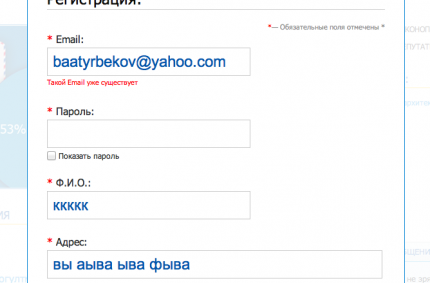 Регистрация:
*— Обязательные поля отмечены *
* Email:
baatyrbekov@yahoo.com
Такой Email уже существует
* Пароль:
Показать пароль
* Ф.И.О.:
ккккк
* Адрес:
вы аыва ыва фыва
53%